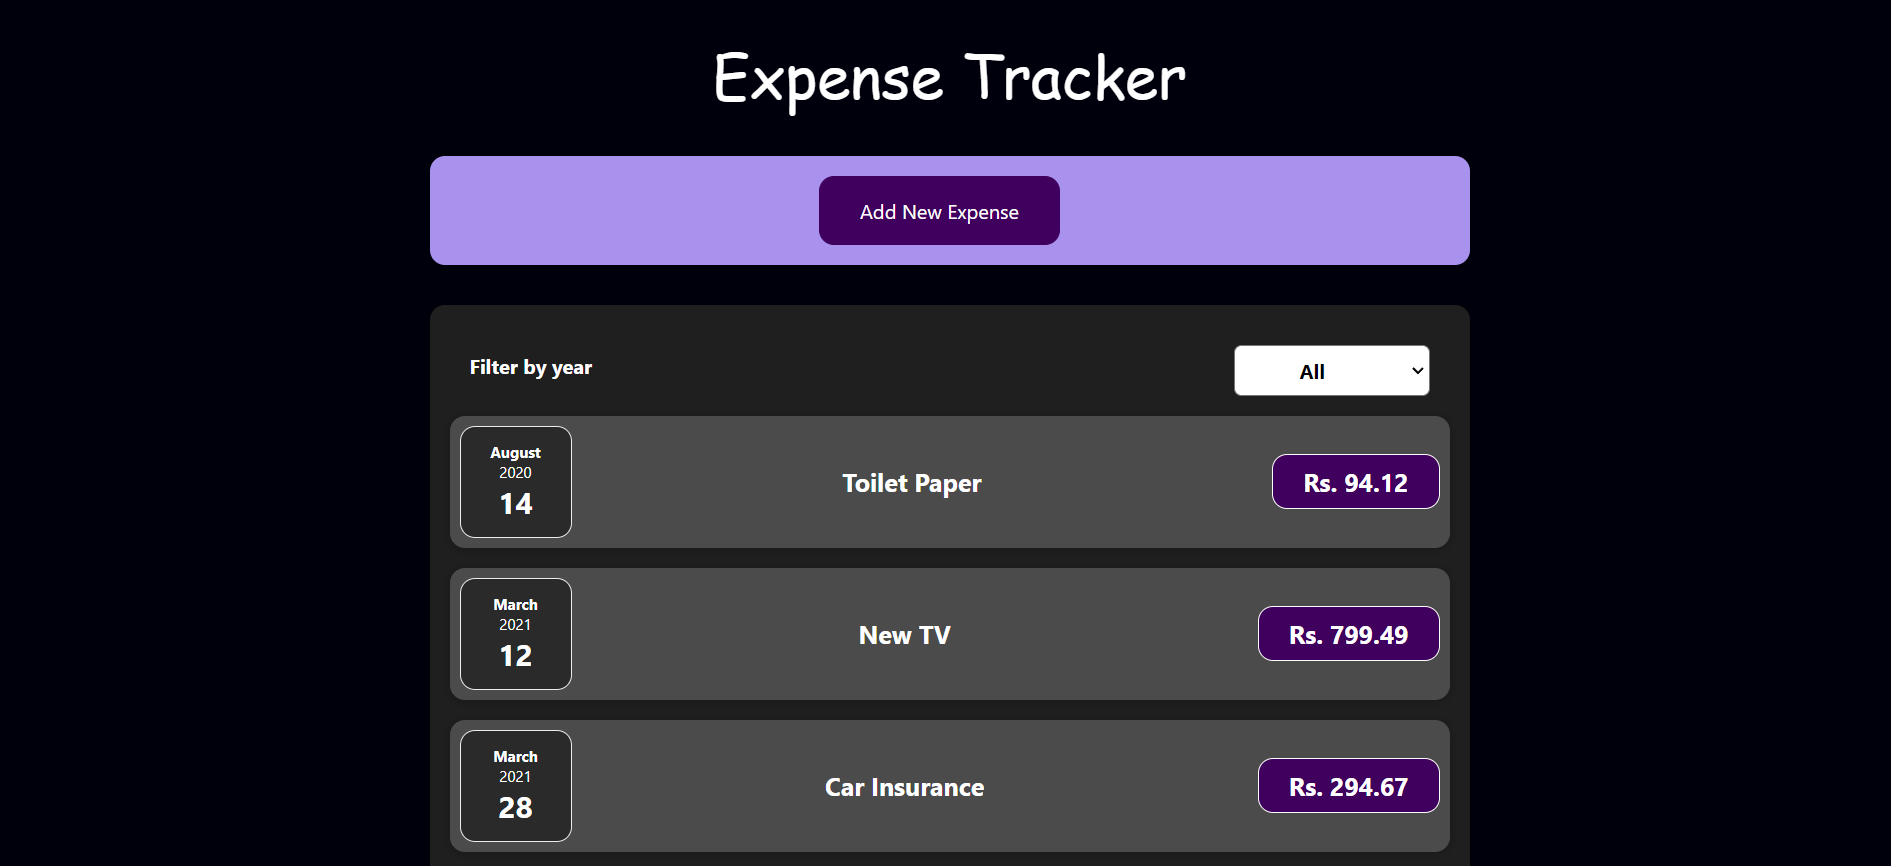 Expense Tracker
Add New Expense
Filter by year
All
August
2020
14
Toilet Paper
Rs. 94.12
March
2021
12
New TV
Rs. 799.49
March
2021
28
Car Insurance
Rs. 294.67